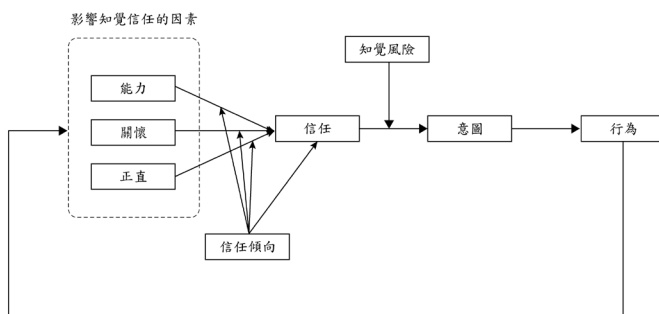 影響知覺信任的因素
知覺風險
能力
關懷
信任
意圖
行為
正直
信任傾向